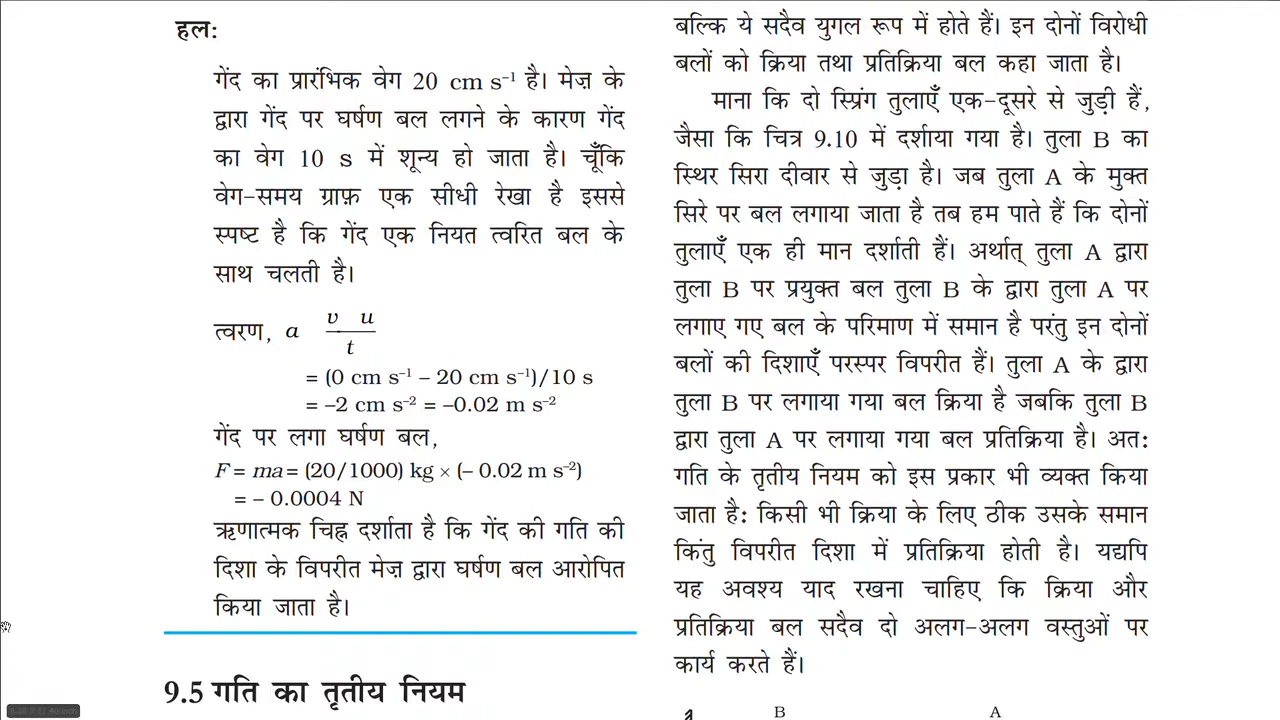 हल:
गेंद का प्रारंभिक वेग 20 cm s⁻¹ है। मेज़ के
द्वारा गेंद पर घर्षण बल लगने के कारण गेंद
का वेग 10 s में शून्य हो जाता है। चूँकि
वेग-समय ग्राफ़ एक सीधी रेखा है इससे
स्पष्ट है कि गेंद एक नियत त्वरित बल के
साथ चलती है।
त्वरण, a v u
t
= (0 cm s⁻¹ – 20 cm s⁻¹)/10 s
= –2 cm s⁻² = –0.02 m s⁻²
गेंद पर लगा घर्षण बल,
F = ma = (20/1000) kg × (– 0.02 m s⁻²)
= – 0.0004 N
ऋणात्मक चिह्न दर्शाता है कि गेंद की गति की
दिशा के विपरीत मेज़ द्वारा घर्षण बल आरोपित
किया जाता है।
9.5 गति का तृतीय नियम
बल्कि ये सदैव युगल रूप में होते हैं। इन दोनों विरोधी
बलों को क्रिया तथा प्रतिक्रिया बल कहा जाता है।
माना कि दो स्प्रिंग तुलाएँ एक-दूसरे से जुड़ी हैं,
जैसा कि चित्र 9.10 में दर्शाया गया है। तुला B का
स्थिर सिरा दीवार से जुड़ा है। जब तुला A के मुक्त
सिरे पर बल लगाया जाता है तब हम पाते हैं कि दोनों
तुलाएँ एक ही मान दर्शाती हैं। अर्थात् तुला A द्वारा
तुला B पर प्रयुक्त बल तुला B के द्वारा तुला A पर
लगाए गए बल के परिमाण में समान है परंतु इन दोनों
बलों की दिशाएँ परस्पर विपरीत हैं। तुला A के द्वारा
तुला B पर लगाया गया बल क्रिया है जबकि तुला B
द्वारा तुला A पर लगाया गया बल प्रतिक्रिया है। अत:
गति के तृतीय नियम को इस प्रकार भी व्यक्त किया
जाता है: किसी भी क्रिया के लिए ठीक उसके समान
किंतु विपरीत दिशा में प्रतिक्रिया होती है। यद्यपि
यह अवश्य याद रखना चाहिए कि क्रिया और
प्रतिक्रिया बल सदैव दो अलग-अलग वस्तुओं पर
कार्य करते हैं।
B A